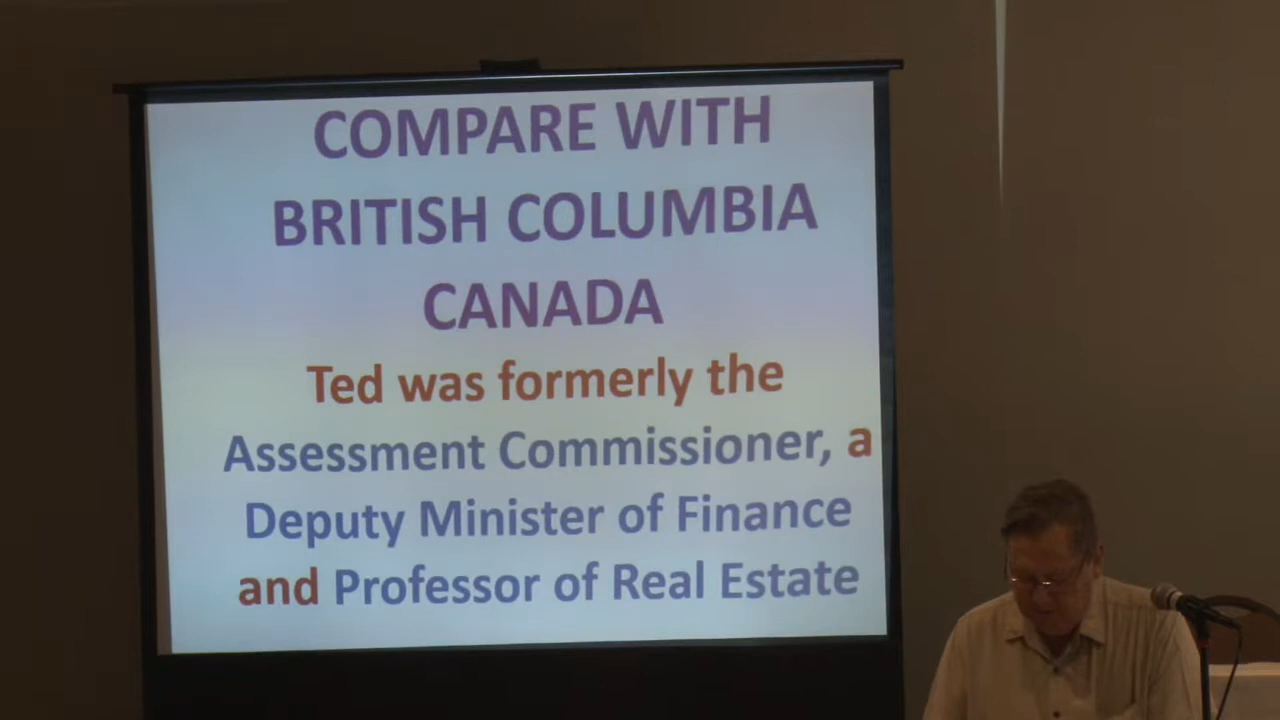 COMPARE WITH
BRITISH COLUMBIA
CANADA
Ted was formerly the
Assessment Commissioner, a
Deputy Minister of Finance
and Professor of Real Estate